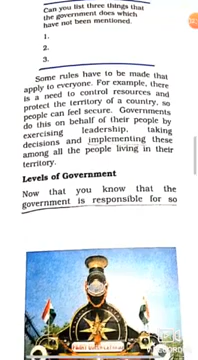 Can you list three things that
the government does which
have not been mentioned.
1.
2.
3.
Some rules have to be made that
apply to everyone. For example, there
is a need to control resources and
protect the territory of a country, so
people can feel secure. Governments
do this on behalf of their people by
exercising leadership, taking
decisions and implementing these
among all the people living in their
territory.
Levels of Government
Now that you know that the
government is responsible for so